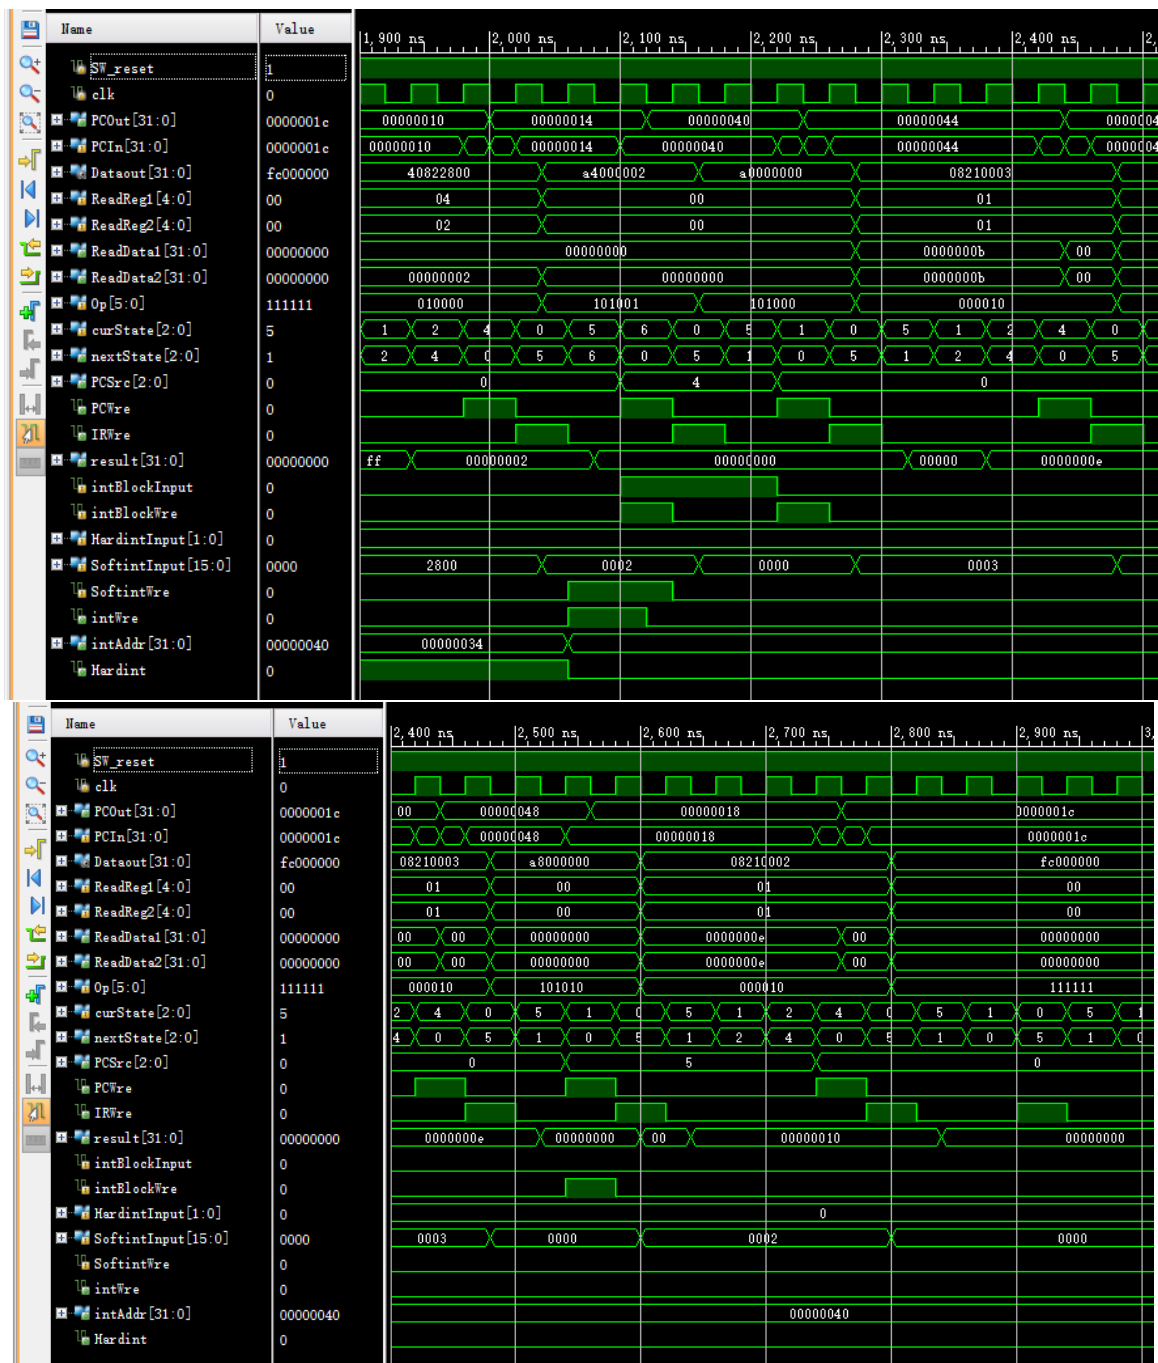 Name Value
1,900 ns 2,000 ns 2,100 ns 2,200 ns 2,300 ns 2,400 ns 2,
SW_reset 1
clk 0
PCOut[31:0] 0000001c 00000010 00000014 00000040 00000044 0000004
PCIn[31:0] 0000001c 00000010 00000014 00000040 00000044 0000004
Dataout[31:0] fc000000 40822800 a4000002 a0000000 08210003
ReadReg1[4:0] 00 04 00 01
ReadReg2[4:0] 00 02 00 01
ReadData1[31:0] 00000000 00000000 0000000b 00
ReadData2[31:0] 00000000 00000002 00000000 0000000b 00
Op[5:0] 111111 010000 101001 101000 000010
curState[2:0] 5 1 2 4 0 5 6 0 5 1 0 5 1 2 4 0
nextState[2:0] 1 2 4 0 5 6 0 5 1 0 5 1 2 4 0 5
PCSrc[2:0] 0 0 4 0
PCWre 0
IRWre 0
result[31:0] 00000000 ff 00000002 00000000 00000 0000000e
intBlockInput 0
intBlockWre 0
HardintInput[1:0] 0
SoftintInput[15:0] 0000 2800 0002 0000 0003
SoftintWre 0
intWre 0
intAddr[31:0] 00000040 00000034
Hardint 0
Name Value
2,400 ns 2,500 ns 2,600 ns 2,700 ns 2,800 ns 2,900 ns 3,
SW_reset 1
clk 0
PCOut[31:0] 0000001c 00 00000048 00000018 0000001c
PCIn[31:0] 0000001c 00000048 00000018 0000001c
Dataout[31:0] fc000000 08210003 a8000000 08210002 fc000000
ReadReg1[4:0] 00 01 00 01 00
ReadReg2[4:0] 00 01 00 01 00
ReadData1[31:0] 00000000 00 00 00000000 0000000e 00 00000000
ReadData2[31:0] 00000000 00 00 00000000 0000000e 00 00000000
Op[5:0] 111111 000010 101010 000010 111111
curState[2:0] 5 2 4 0 5 1 0 5 1 2 4 0 5 1 0 5 1
nextState[2:0] 1 4 0 5 1 0 5 1 2 4 0 5 1 0 5 1 0
PCSrc[2:0] 0 0 5 0
PCWre 0
IRWre 0
result[31:0] 00000000 0000000e 00000000 00 00000010 00000000
intBlockInput 0
intBlockWre 0
HardintInput[1:0] 0 0
SoftintInput[15:0] 0000 0003 0000 0002 0000
SoftintWre 0
intWre 0
intAddr[31:0] 00000040 00000040
Hardint 0